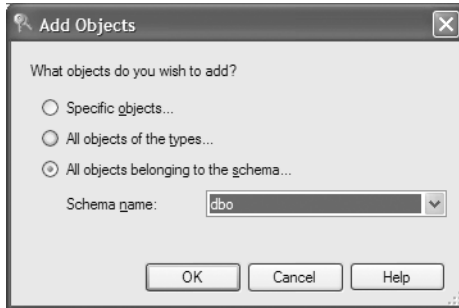 Add Objects
What objects do you wish to add?
Specific objects...
All objects of the types...
All objects belonging to the schema...
Schema name: dbo
OK Cancel Help